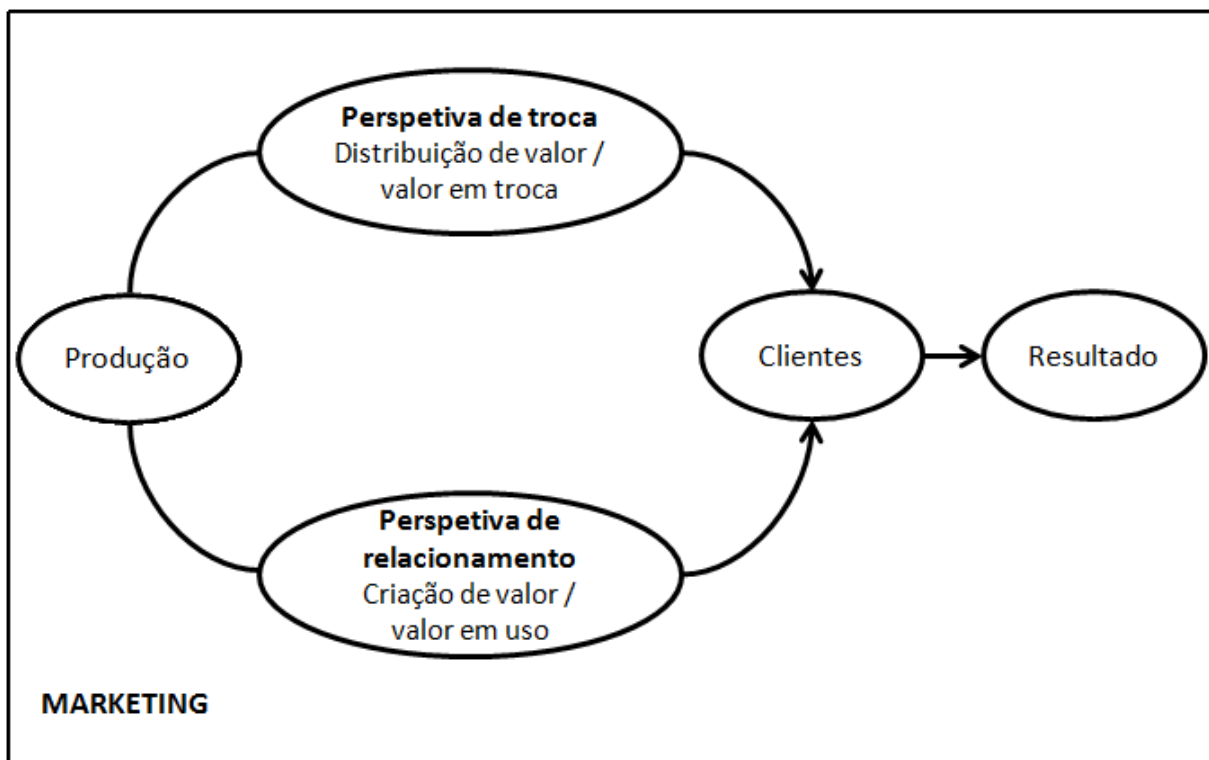 Perspetiva de troca
Distribuição de valor /
valor em troca
Produção
Clientes
Resultado
Perspetiva de
relacionamento
Criação de valor /
valor em uso
MARKETING